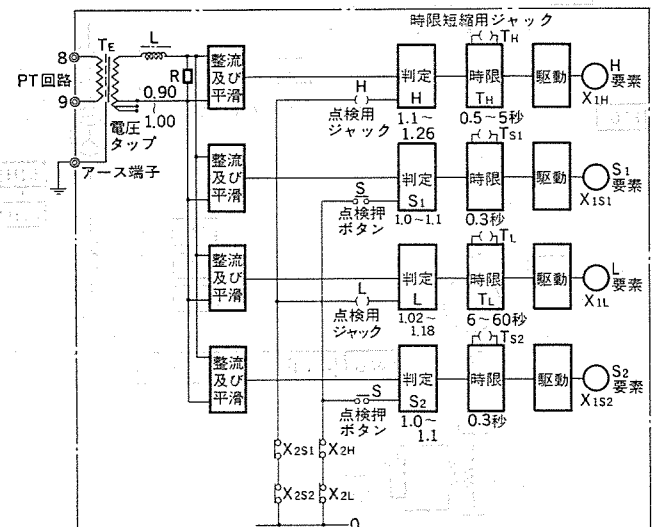 時限短縮用ジャック
8
TE
L
R
PT回路
9
0.90
~
1.00
電圧
タップ
アース端子
整流
及び
平滑
H
点検用
ジャック
判定
H
1.1~
1.26
TH
時限
TH
0.5~5秒
駆動
H
要素
X1H
整流
及び
平滑
S
点検押
ボタン
判定
S1
1.0~1.1
TS1
時限
0.3秒
駆動
S1
要素
X1S1
整流
及び
平滑
L
点検用
ジャック
判定
L
1.02~
1.18
TL
時限
TL
6~60秒
駆動
L
要素
X1L
整流
及び
平滑
S
点検押
ボタン
判定
S2
1.0~
1.1
TS2
時限
0.3秒
駆動
S2
要素
X1S2
X2S1 X2H
X2S2 X2L
0